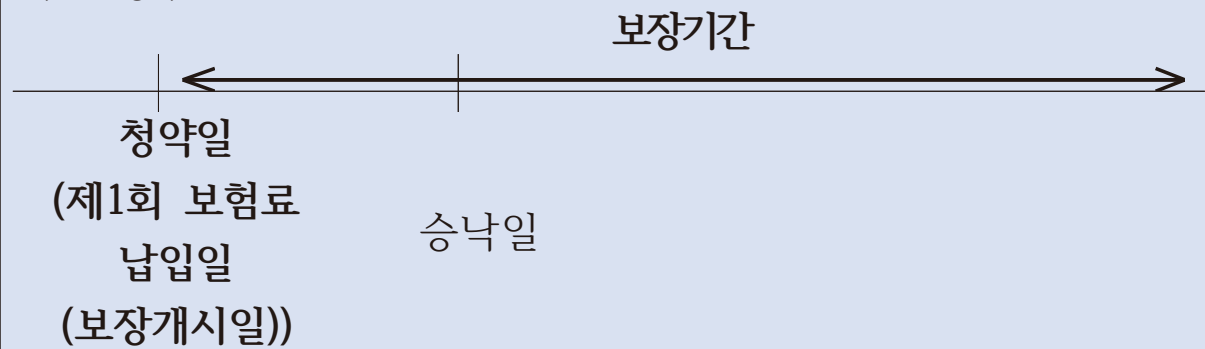 보장기간
청약일
(제1회 보험료
납입일
(보장개시일))
승낙일